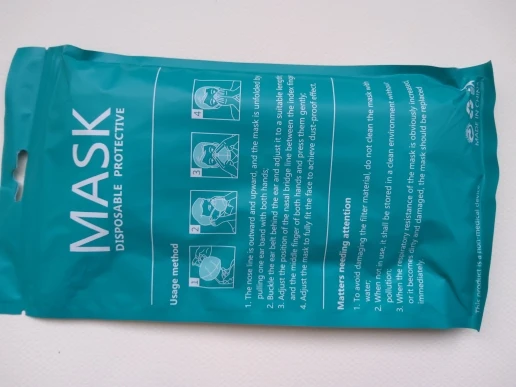 MASK
DISPOSABLE PROTECTIVE
Usage method
1
2
3
4
1. The nose line is outward and upward, and the mask is unfolded by
pulling one ear band with both hands;
2. Buckle the ear belt behind the ear and adjust it to a suitable length
3. Adjust the position of the nasal bridge line between the index finger
and the middle finger of both hands and press them gently;
4. Adjust the mask to fully fit the face to achieve dust-proof effect.
Matters needing attention
1. To avoid damaging the filter material, do not clean the mask with
water;
2. When not in use, it shall be stored in a clean environment without
pollution;
3. When the respiratory resistance of the mask is obviously increased,
or it becomes dirty and damaged, the mask should be replaced
immediately.
This product is a non medical
MADE IN CHINA